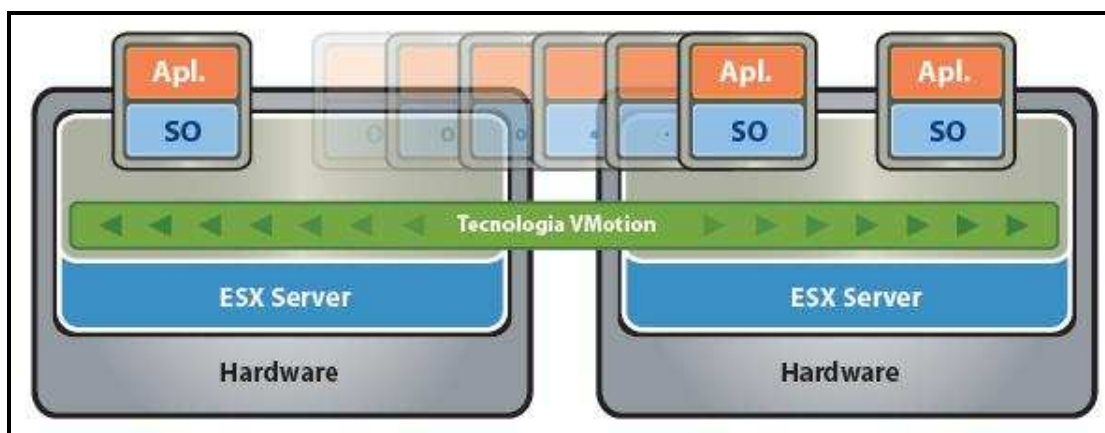 Apl. Apl. Apl.
SO SO SO
Tecnologia VMotion
ESX Server ESX Server
Hardware Hardware